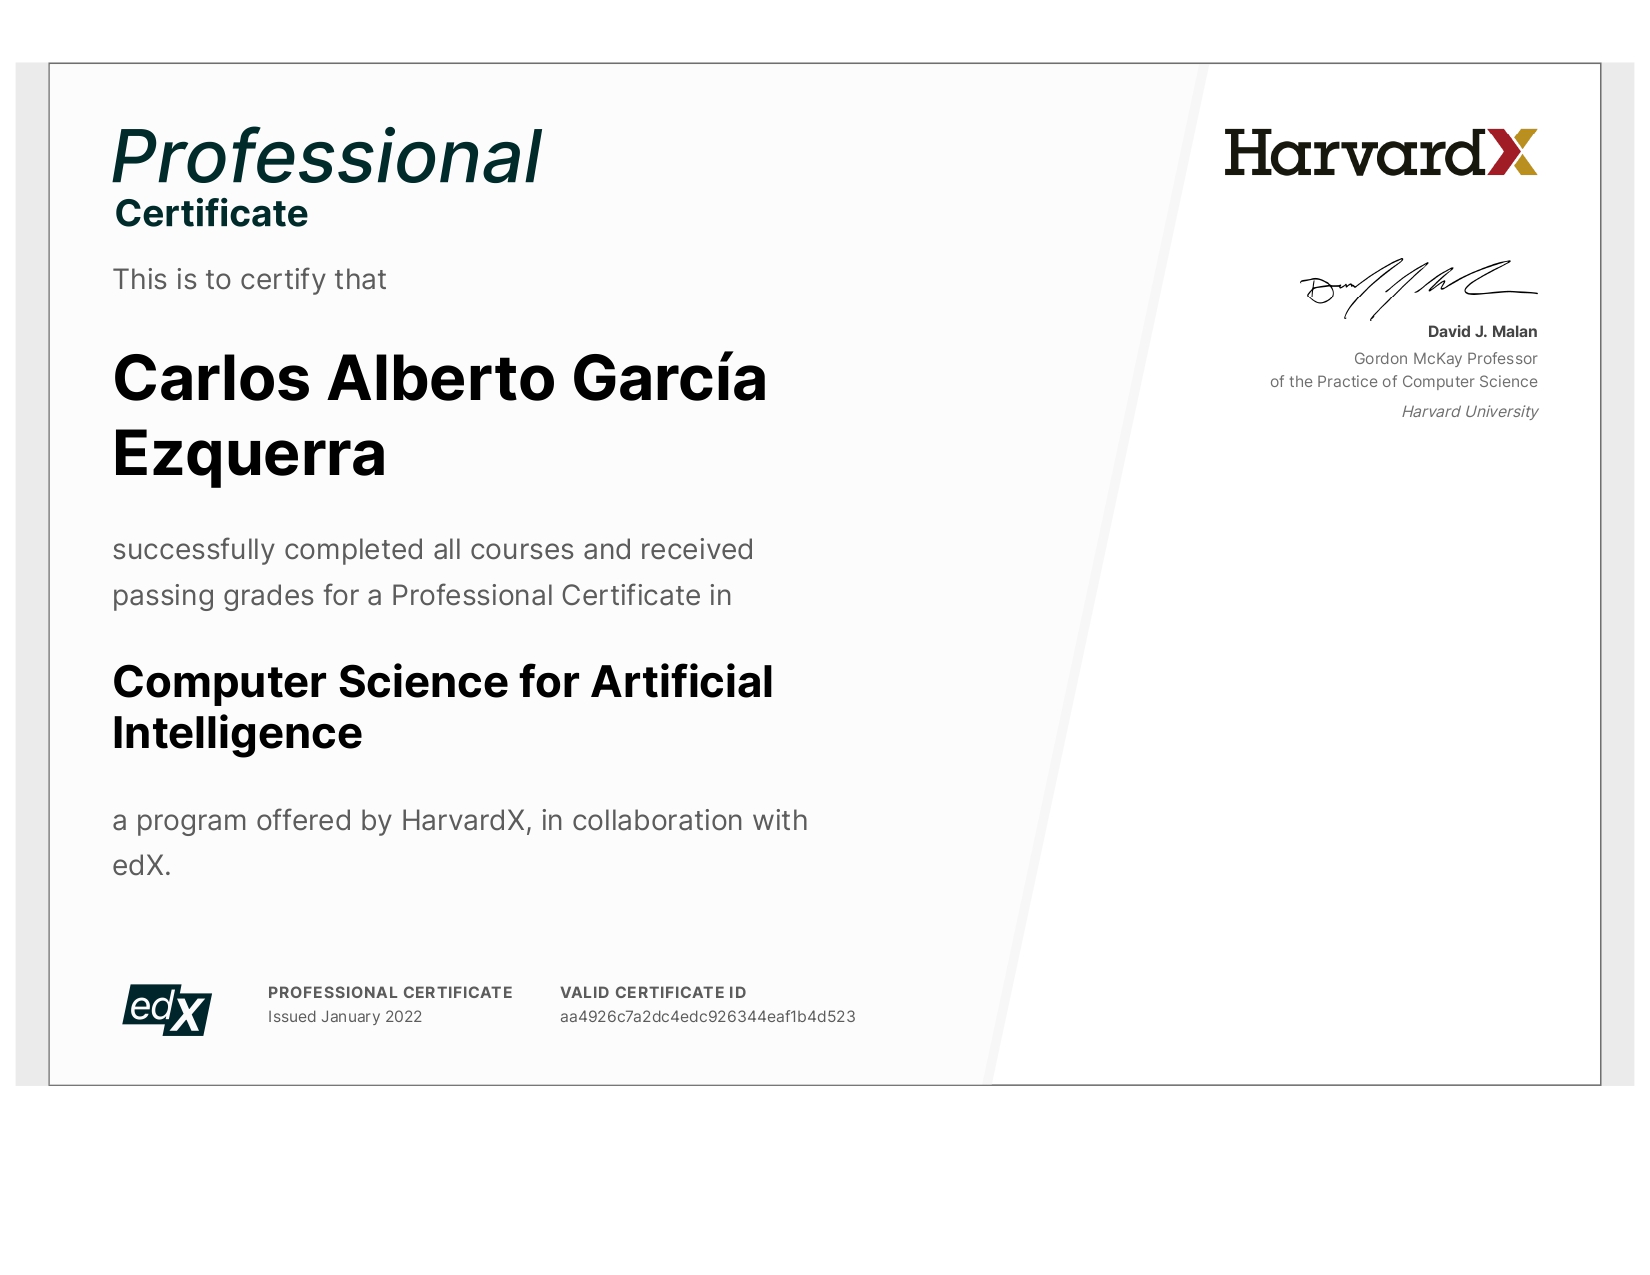 Professional
Certificate
This is to certify that
Carlos Alberto García
Ezquerra
successfully completed all courses and received
passing grades for a Professional Certificate in
Computer Science for Artificial
Intelligence
a program offered by HarvardX, in collaboration with
edX.
edX
PROFESSIONAL CERTIFICATE
Issued January 2022
VALID CERTIFICATE ID
aa4926c7a2dc4edc926344eaf1b4d523
HarvardX
David J. Malan
Gordon McKay Professor
of the Practice of Computer Science
Harvard University